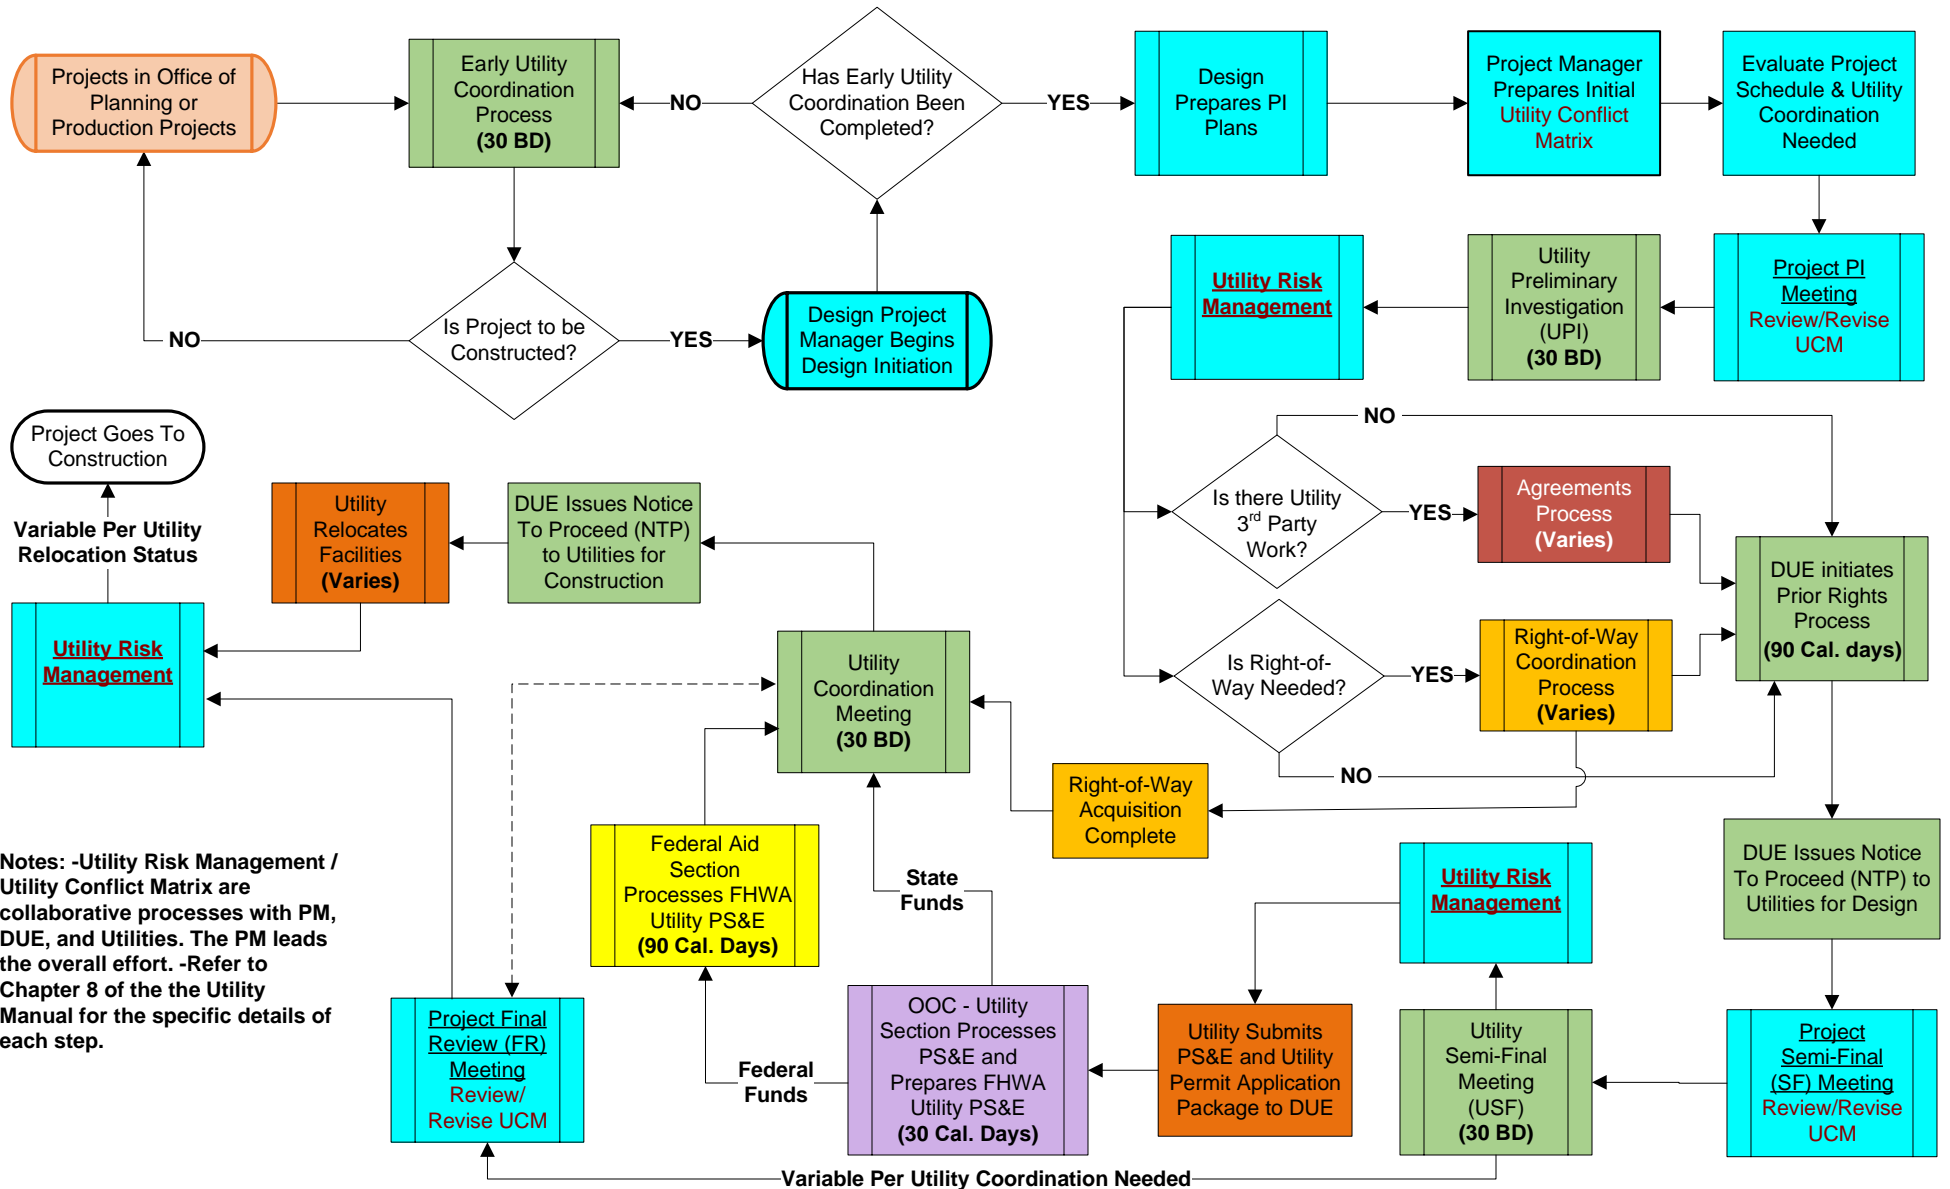 Projects in Office of
Planning or
Production Projects
Early Utility
Coordination
Process
(30 BD)
NO
Has Early Utility
Coordination Been
Completed?
YES
Design
Prepares PI
Plans
Project Manager
Prepares Initial
Utility Conflict
Matrix
Evaluate Project
Schedule & Utility
Coordination
Needed
NO
Is Project to be
Constructed?
YES
Design Project
Manager Begins
Design Initiation
Utility Risk
Management
Utility
Preliminary
Investigation
(UPI)
(30 BD)
Project PI
Meeting
Review/Revise
UCM
NO
Is there Utility
3rd Party
Work?
YES
Agreements
Process
(Varies)
Is Right-of-
Way Needed?
YES
Right-of-Way
Coordination
Process
(Varies)
NO
DUE initiates
Prior Rights
Process
(90 Cal. days)
Project Goes To
Construction
Variable Per Utility
Relocation Status
Utility Risk
Management
Utility
Relocates
Facilities
(Varies)
DUE Issues Notice
To Proceed (NTP)
to Utilities for
Construction
Utility
Coordination
Meeting
(30 BD)
Right-of-Way
Acquisition
Complete
DUE Issues Notice
To Proceed (NTP) to
Utilities for Design
Notes: -Utility Risk Management /
Utility Conflict Matrix are
collaborative processes with PM,
DUE, and Utilities. The PM leads
the overall effort. -Refer to
Chapter 8 of the the Utility
Manual for the specific details of
each step.
Federal Aid
Section
Processes FHWA
Utility PS&E
(90 Cal. Days)
State
Funds
Utility Risk
Management
Project Final
Review (FR)
Meeting
Review/
Revise UCM
Federal
Funds
OOC - Utility
Section Processes
PS&E and
Prepares FHWA
Utility PS&E
(30 Cal. Days)
Utility Submits
PS&E and Utility
Permit Application
Package to DUE
Utility
Semi-Final
Meeting
(USF)
(30 BD)
Project
Semi-Final
(SF) Meeting
Review/Revise
UCM
Variable Per Utility Coordination Needed